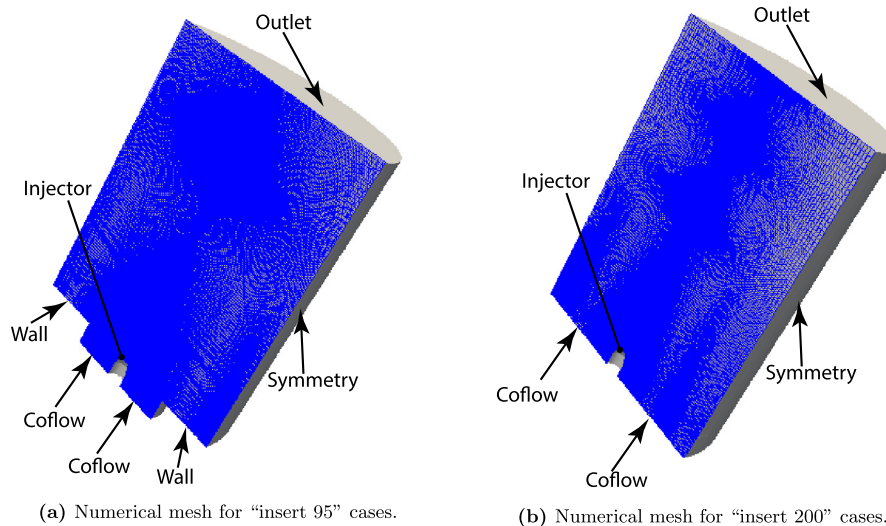 Outlet
Injector
Wall
Coflow
Coflow
Wall
Symmetry
(a) Numerical mesh for “insert 95” cases.
Outlet
Injector
Coflow
Coflow
Symmetry
(b) Numerical mesh for “insert 200” cases.